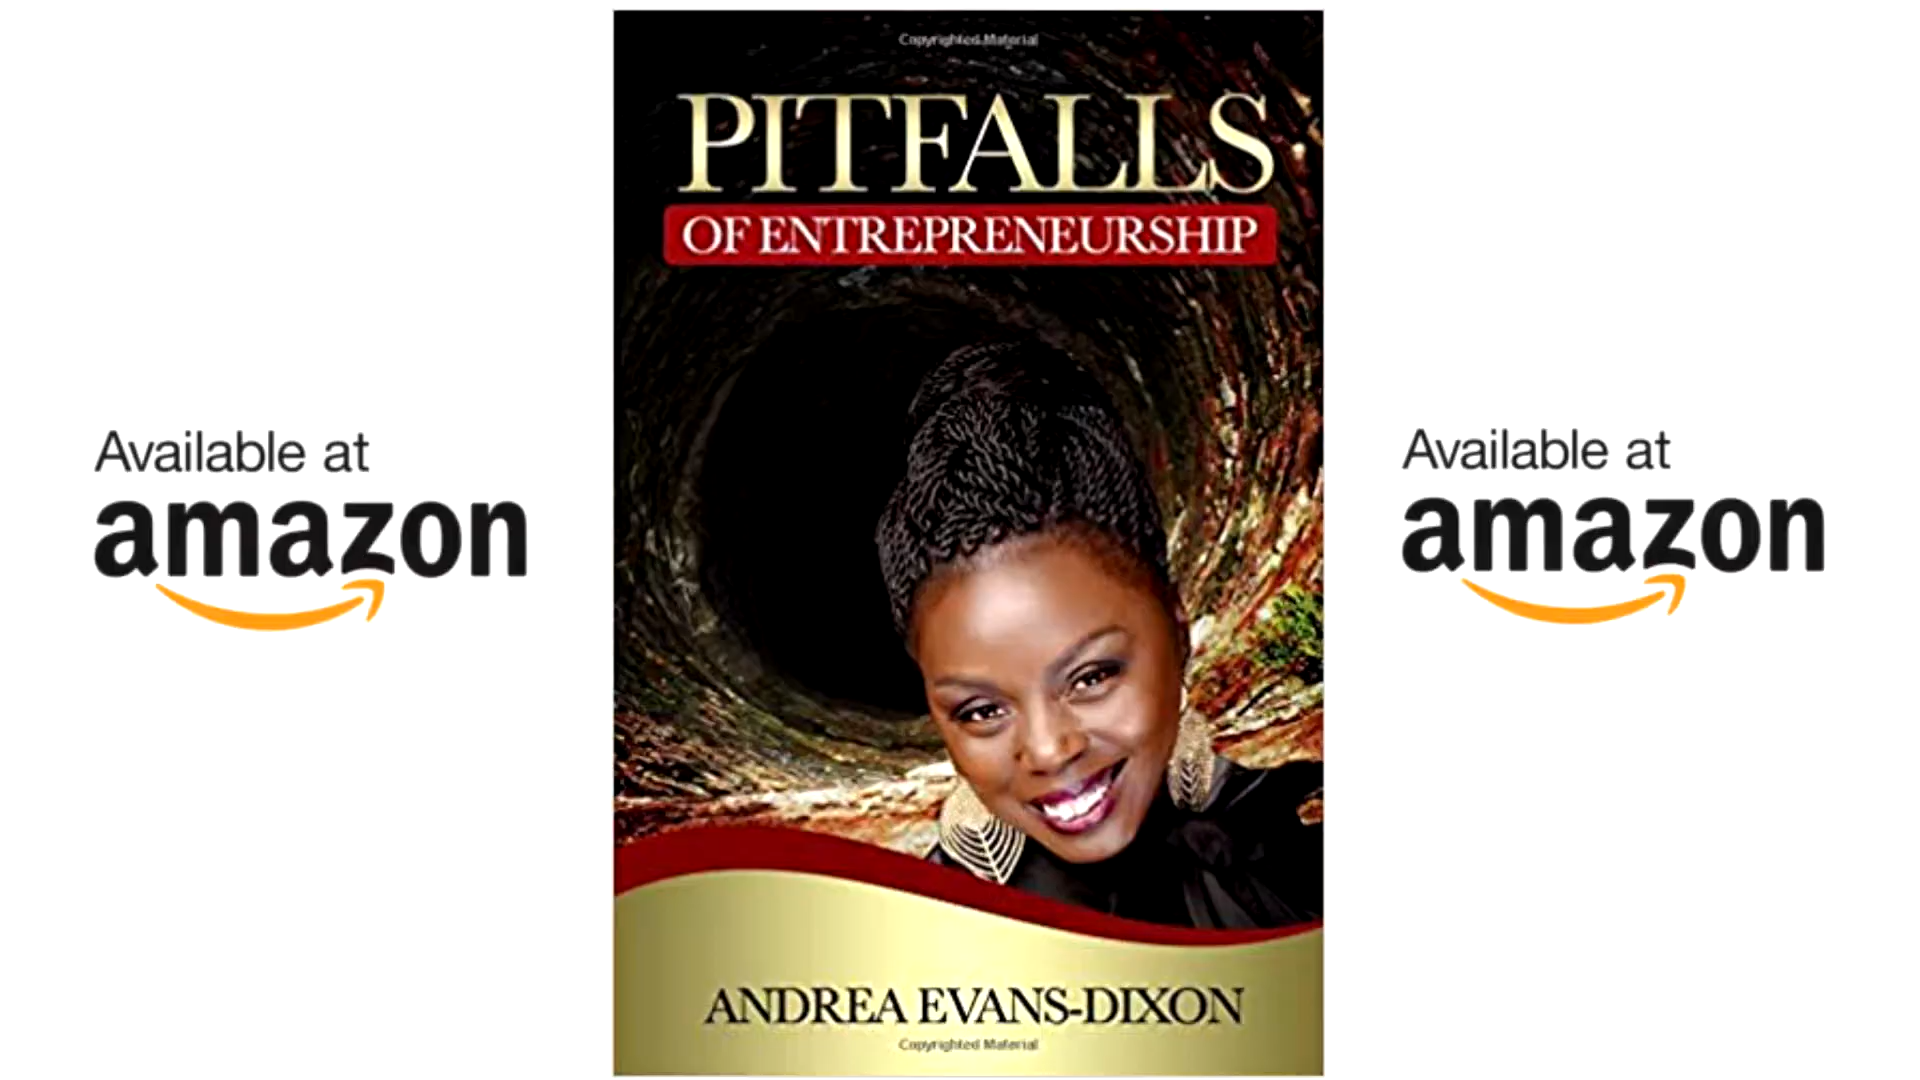 Copyrighted Material
PITFALLS
OF ENTREPRENEURSHIP
Available at
amazon
Available at
amazon
ANDREA EVANS-DIXON
Copyrighted Material